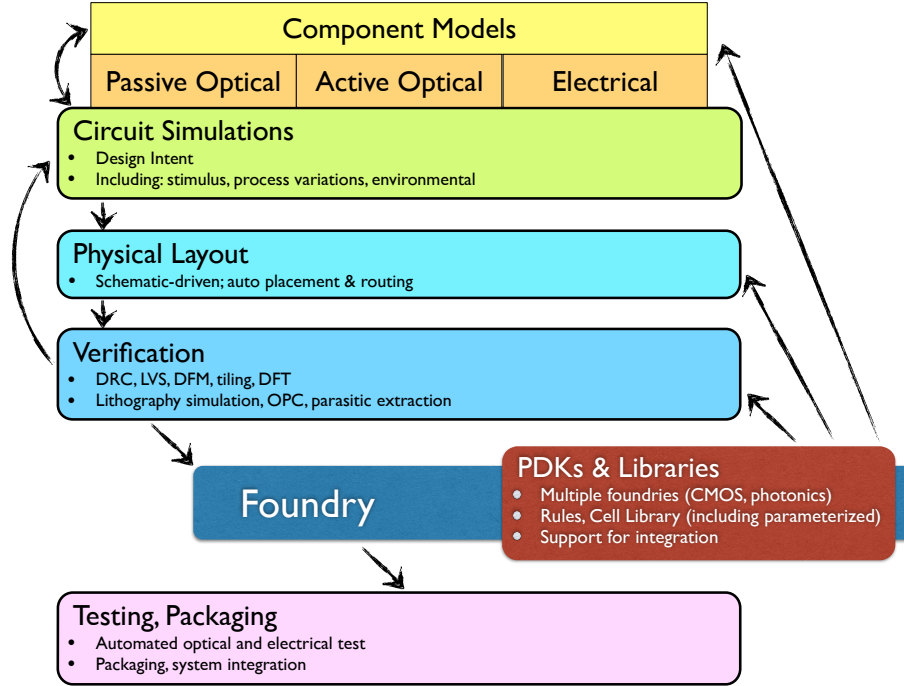 Component Models
Passive Optical
Active Optical
Electrical
Circuit Simulations
• Design Intent
• Including: stimulus, process variations, environmental
Physical Layout
• Schematic-driven; auto placement & routing
Verification
• DRC, LVS, DFM, tiling, DFT
• Lithography simulation, OPC, parasitic extraction
Foundry
PDKs & Libraries
• Multiple foundries (CMOS, photonics)
• Rules, Cell Library (including parameterized)
• Support for integration
Testing, Packaging
• Automated optical and electrical test
• Packaging, system integration